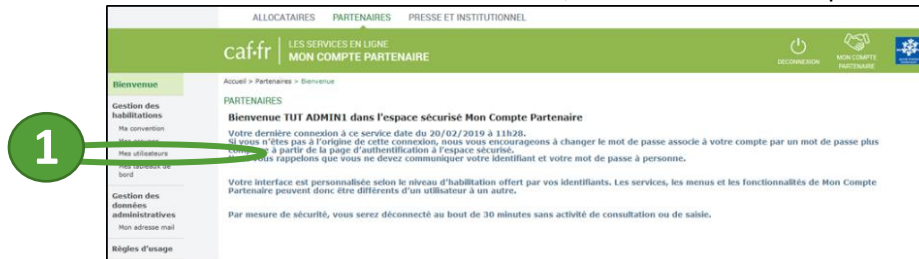 ALLOCATAIRES PARTENAIRES PRESSE ET INSTITUTIONNEL
caf.fr LES SERVICES EN LIGNE
MON COMPTE PARTENAIRE
DECONNEXION
MON COMPTE
PARTENAIRE
Bienvenue
Accueil > Partenaires > Bienvenue
Gestion des
habilitations
Ma convention
Mes utilisateurs
Mes tableaux de
bord
Gestion des
données
administratives
Mon adresse mail
Règles d'usage
1
PARTENAIRES
Bienvenue TUT ADMIN1 dans l'espace sécurisé Mon Compte Partenaire
Votre dernière connexion à ce service date du 20/02/2019 à 11h28.
Si vous n'êtes pas à l'origine de cette connexion, nous vous encourageons à changer le mot de passe associé à votre compte par un mot de passe plus
à partir de la page d'authentification à l'espace sécurisé.
vous rappelons que vous ne devez communiquer votre identifiant et votre mot de passe à personne.
Votre interface est personnalisée selon le niveau d'habilitation offert par vos identifiants. Les services, les menus et les fonctionnalités de Mon Compte
Partenaire peuvent donc être différents d'un utilisateur à un autre.
Par mesure de sécurité, vous serez déconnecté au bout de 30 minutes sans activité de consultation ou de saisie.